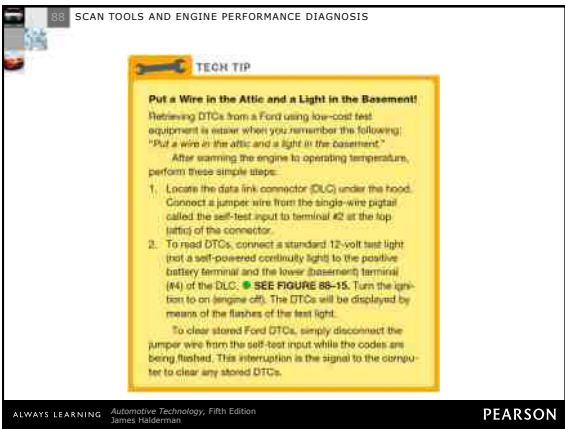 88 SCAN TOOLS AND ENGINE PERFORMANCE DIAGNOSIS
TECH TIP
Put a Wire in the Attic and a Light in the Basement!
Retrieving DTCs from a Ford using low-cost test
equipment is easier when you remember the following:
"Put a wire in the attic and a light in the basement."
After warming the engine to operating temperature,
perform these simple steps:
1. Locate the data link connector (DLC) under the hood.
Connect a jumper wire from the single-wire pigtail
called the self-test input to terminal #2 at the top
(attic) of the connector.
2. To read DTCs, connect a standard 12-volt test light
(not a self-powered continuity light) to the positive
battery terminal and the lower (basement) terminal
(#4) of the DLC. ● SEE FIGURE 88–15. Turn the igni-
tion to on (engine off). The DTCs will be displayed by
means of the flashes of the test light.
To clear stored Ford DTCs, simply disconnect the
jumper wire from the self-test input while the codes are
being flashed. This interruption is the signal to the compu-
ter to clear any stored DTCs.
ALWAYS LEARNING Automotive Technology, Fifth Edition
James Halderman
PEARSON